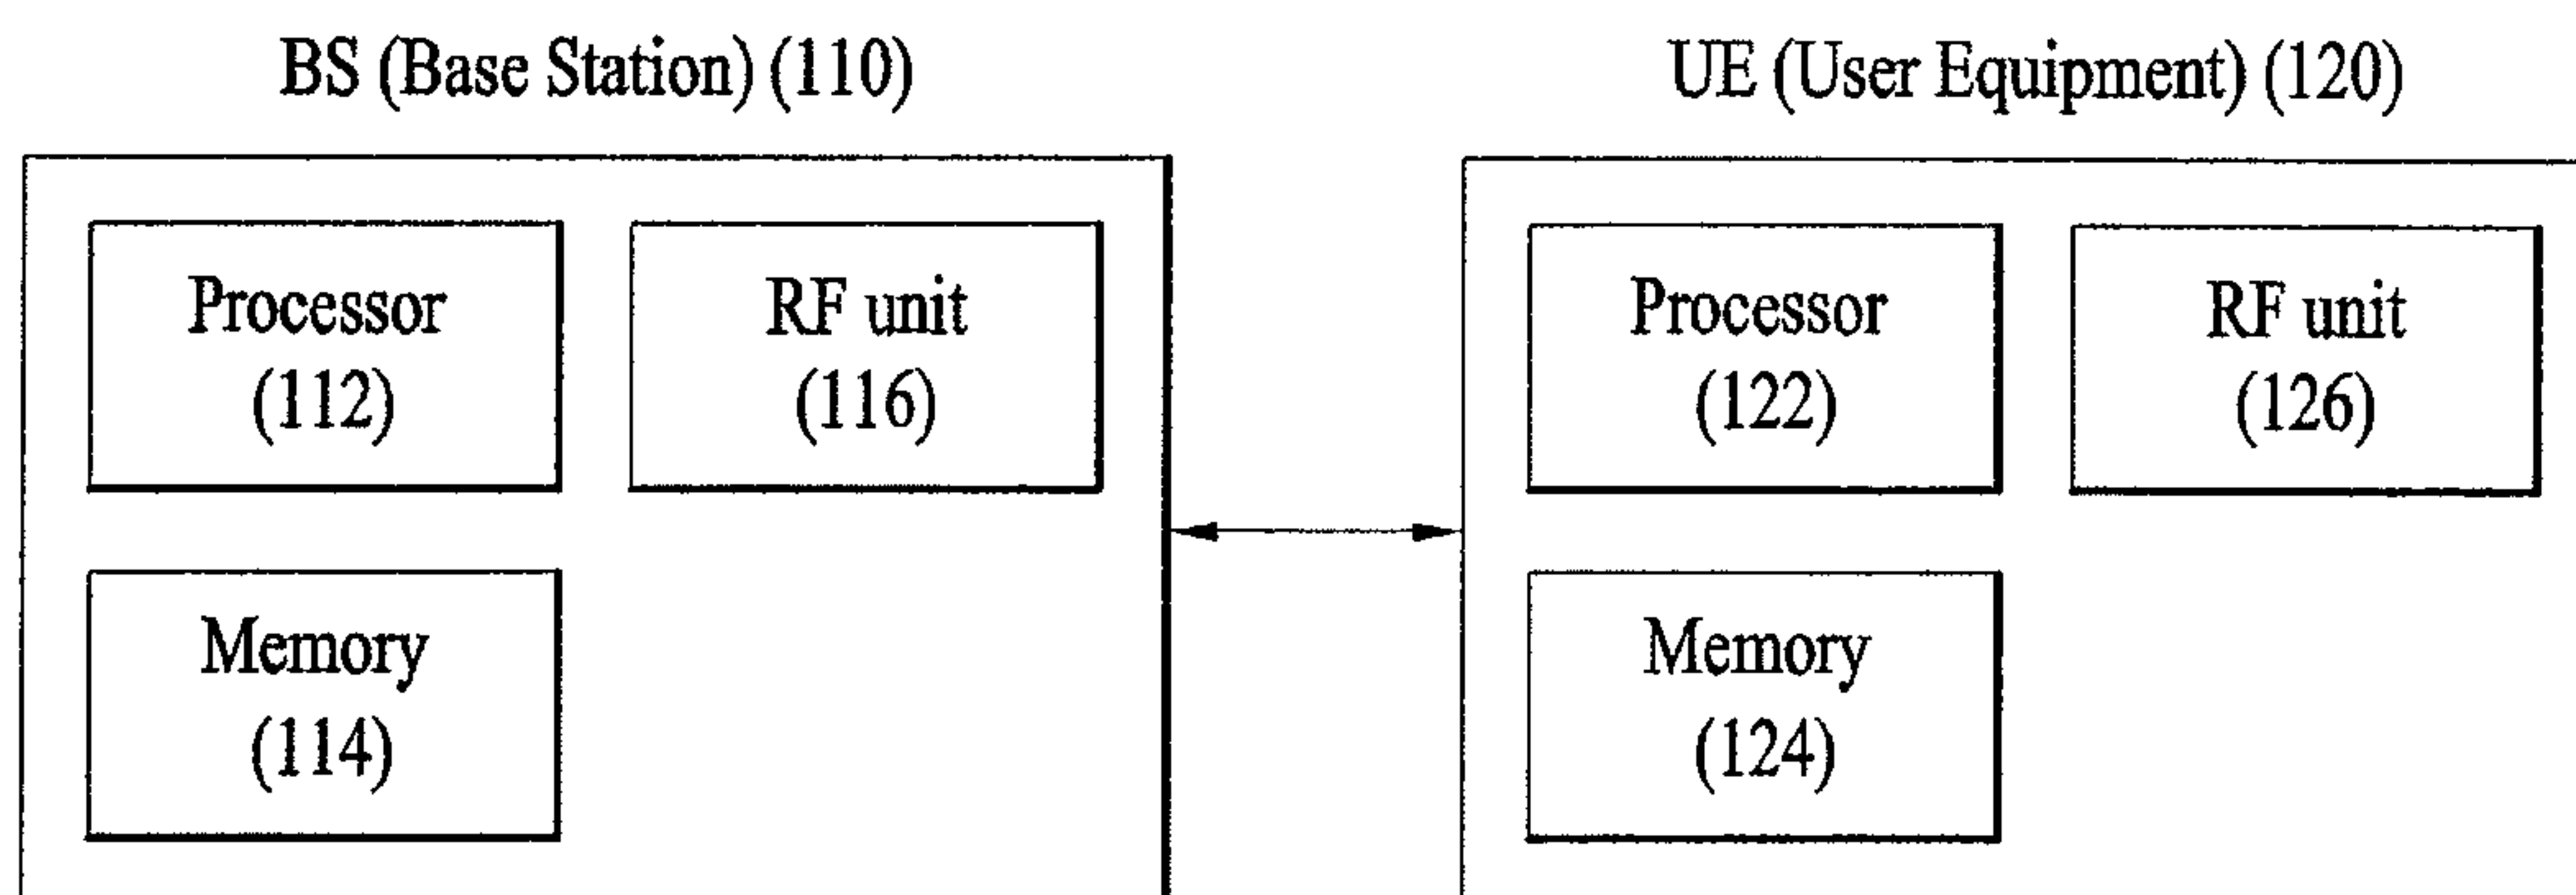 BS (Base Station) (110)
Processor
(112)
RF unit
(116)
Memory
(114)
UE (User Equipment) (120)
Processor
(122)
RF unit
(126)
Memory
(124)